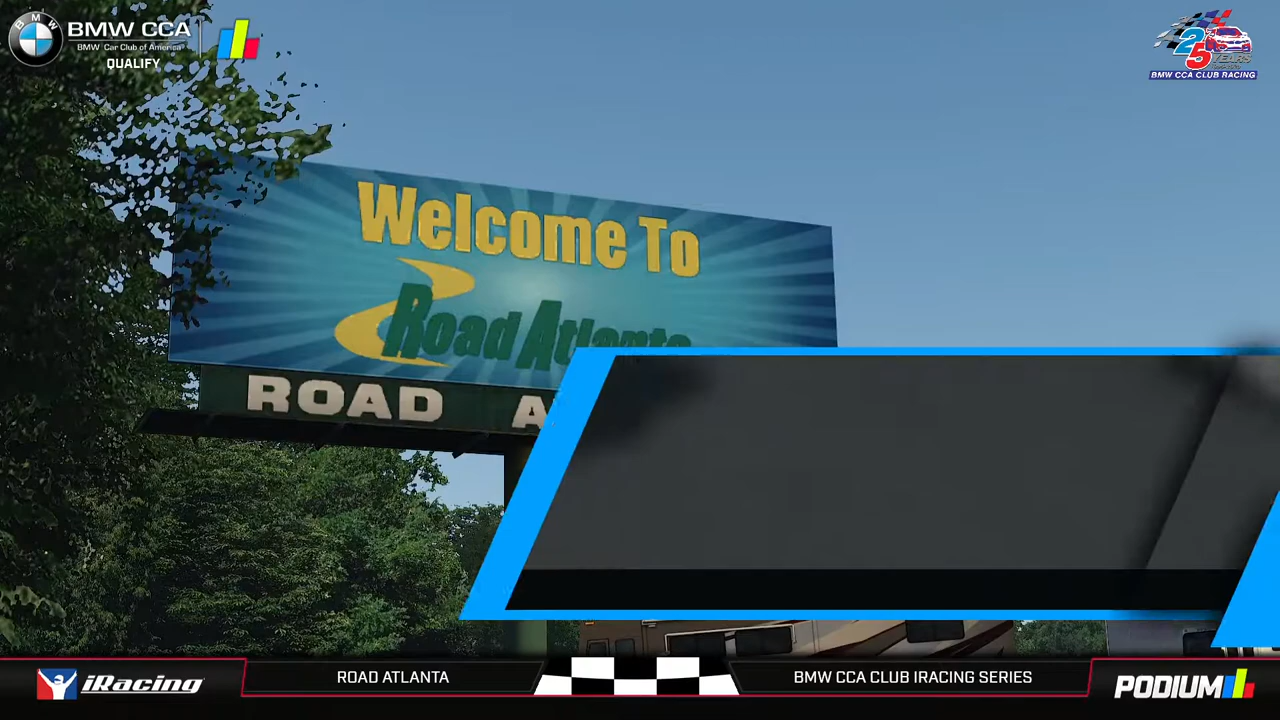 BMW
BMW CCA
BMW Car Club of America
QUALIFY
25
YEARS
BMW CCA CLUB RACING
Welcome To
Road Atlanta
ROAD A
iRacing
ROAD ATLANTA
BMW CCA CLUB IRACING SERIES
PODIUM